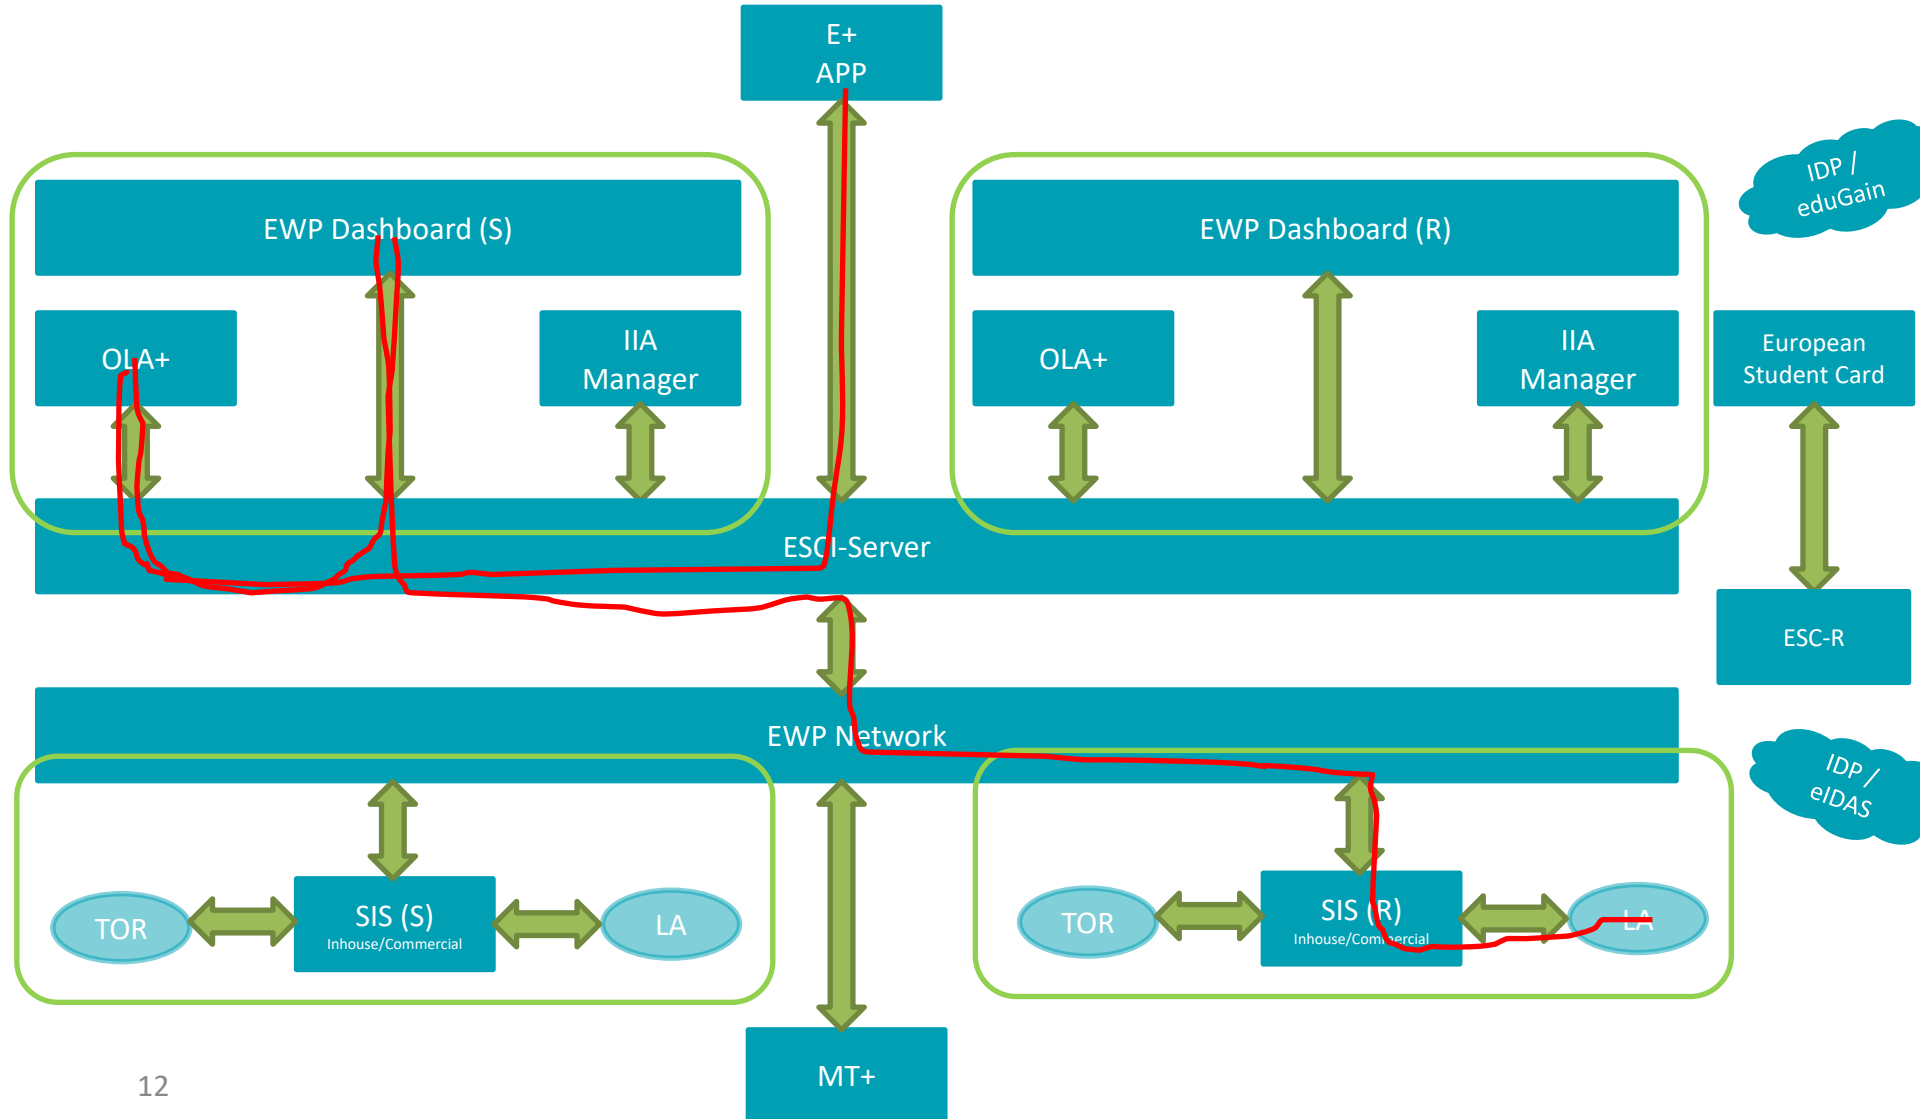 E+
APP
IDP /
eduGain
EWP Dashboard (S)
EWP Dashboard (R)
OLA+
IIA
Manager
OLA+
IIA
Manager
European
Student Card
ESCI-Server
ESC-R
EWP Network
IDP /
eIDAS
TOR
SIS (S)
Inhouse/Commercial
LA
TOR
SIS (R)
Inhouse/Commercial
LA
MT+
12